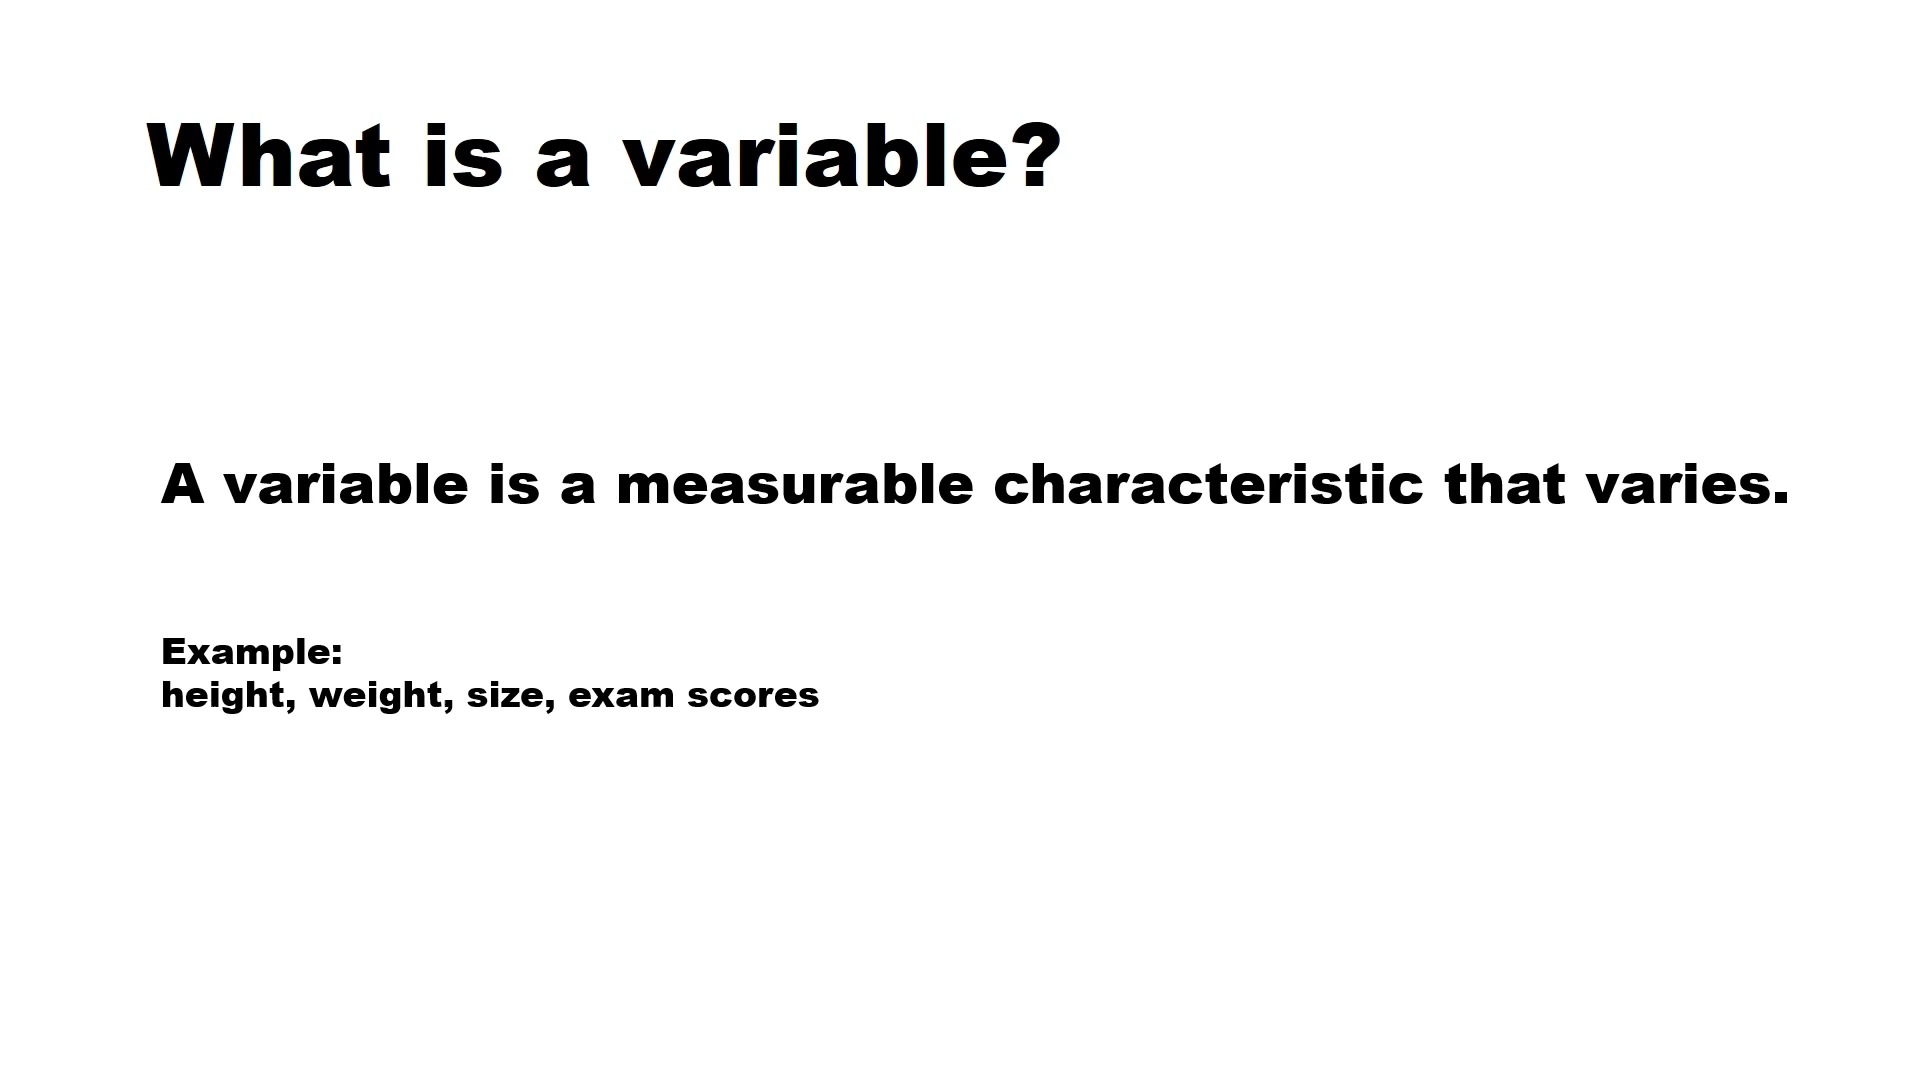 What is a variable?
A variable is a measurable characteristic that varies.
Example:
height, weight, size, exam scores